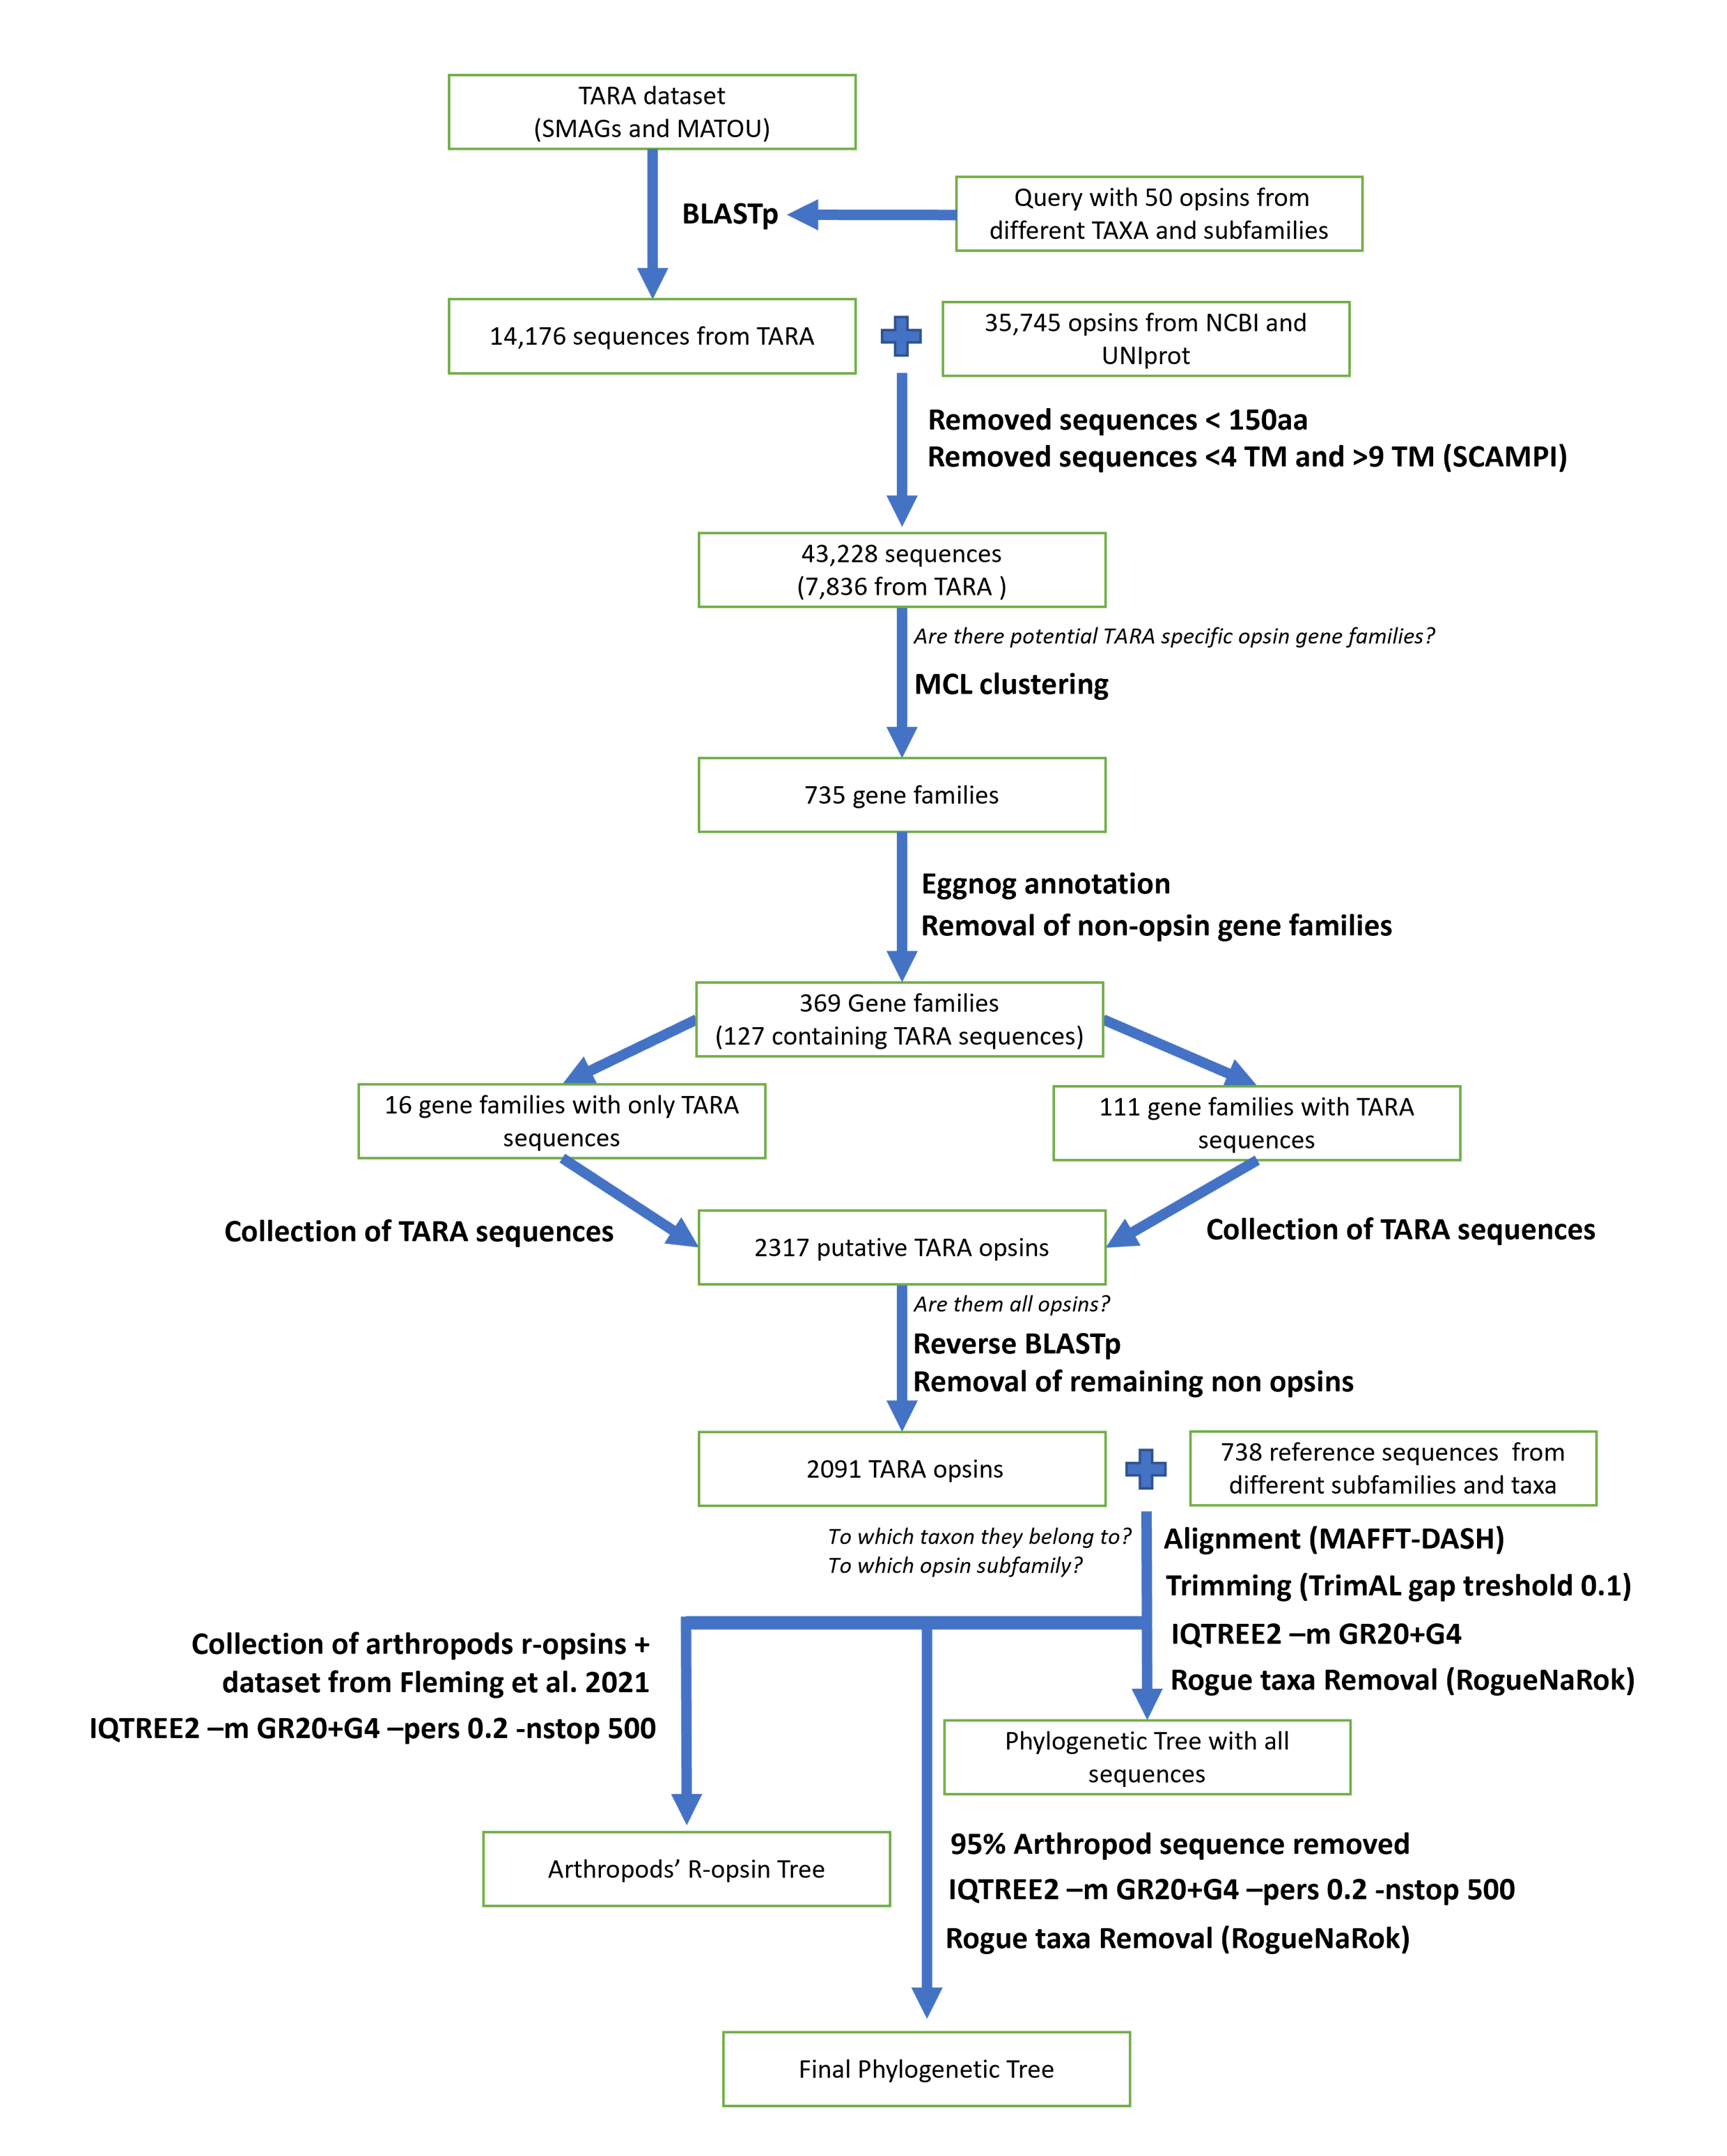 TARA dataset
(SMAGs and MATOU)
BLASTp
Query with 50 opsins from
different TAXA and subfamilies
14,176 sequences from TARA
35,745 opsins from NCBI and
UNIprot
Removed sequences < 150aa
Removed sequences <4 TM and >9 TM (SCAMPI)
43,228 sequences
(7,836 from TARA )
Are there potential TARA specific opsin gene families?
MCL clustering
735 gene families
Eggnog annotation
Removal of non-opsin gene families
369 Gene families
(127 containing TARA sequences)
16 gene families with only TARA
sequences
111 gene families with TARA
sequences
Collection of TARA sequences
Collection of TARA sequences
2317 putative TARA opsins
Are them all opsins?
Reverse BLASTp
Removal of remaining non opsins
2091 TARA opsins
738 reference sequences  from
different subfamilies and taxa
To which taxon they belong to?
To which opsin subfamily?
Alignment (MAFFT-DASH)
Trimming (TrimAL gap treshold 0.1)
IQTREE2 –m GR20+G4
Rogue taxa Removal (RogueNaRok)
Collection of arthropods r-opsins +
dataset from Fleming et al. 2021
IQTREE2 –m GR20+G4 –pers 0.2 -nstop 500
Phylogenetic Tree with all
sequences
Arthropods’ R-opsin Tree
95% Arthropod sequence removed
IQTREE2 –m GR20+G4 –pers 0.2 -nstop 500
Rogue taxa Removal (RogueNaRok)
Final Phylogenetic Tree